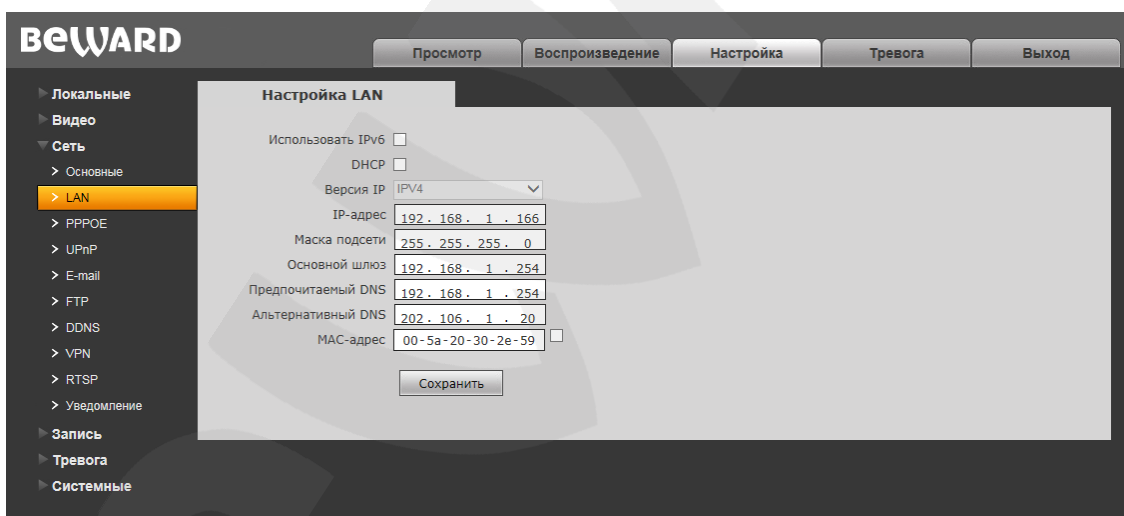 BEWARD
Просмотр Воспроизведение Настройка Тревога Выход
Локальные
Видео
Сеть
> Основные
> LAN
> PPPOE
> UPnP
> E-mail
> FTP
> DDNS
> VPN
> RTSP
> Уведомление
Запись
Тревога
Системные
Настройка LAN
Использовать IPv6
DHCP
Версия IP IPV4
IP-адрес 192. 168. 1 . 166
Маска подсети 255. 255. 255. 0
Основной шлюз 192. 168. 1 . 254
Предпочитаемый DNS 192. 168. 1 . 254
Альтернативный DNS 202. 106. 1 . 20
MAC-адрес 00-5a-20-30-2e-59
Сохранить